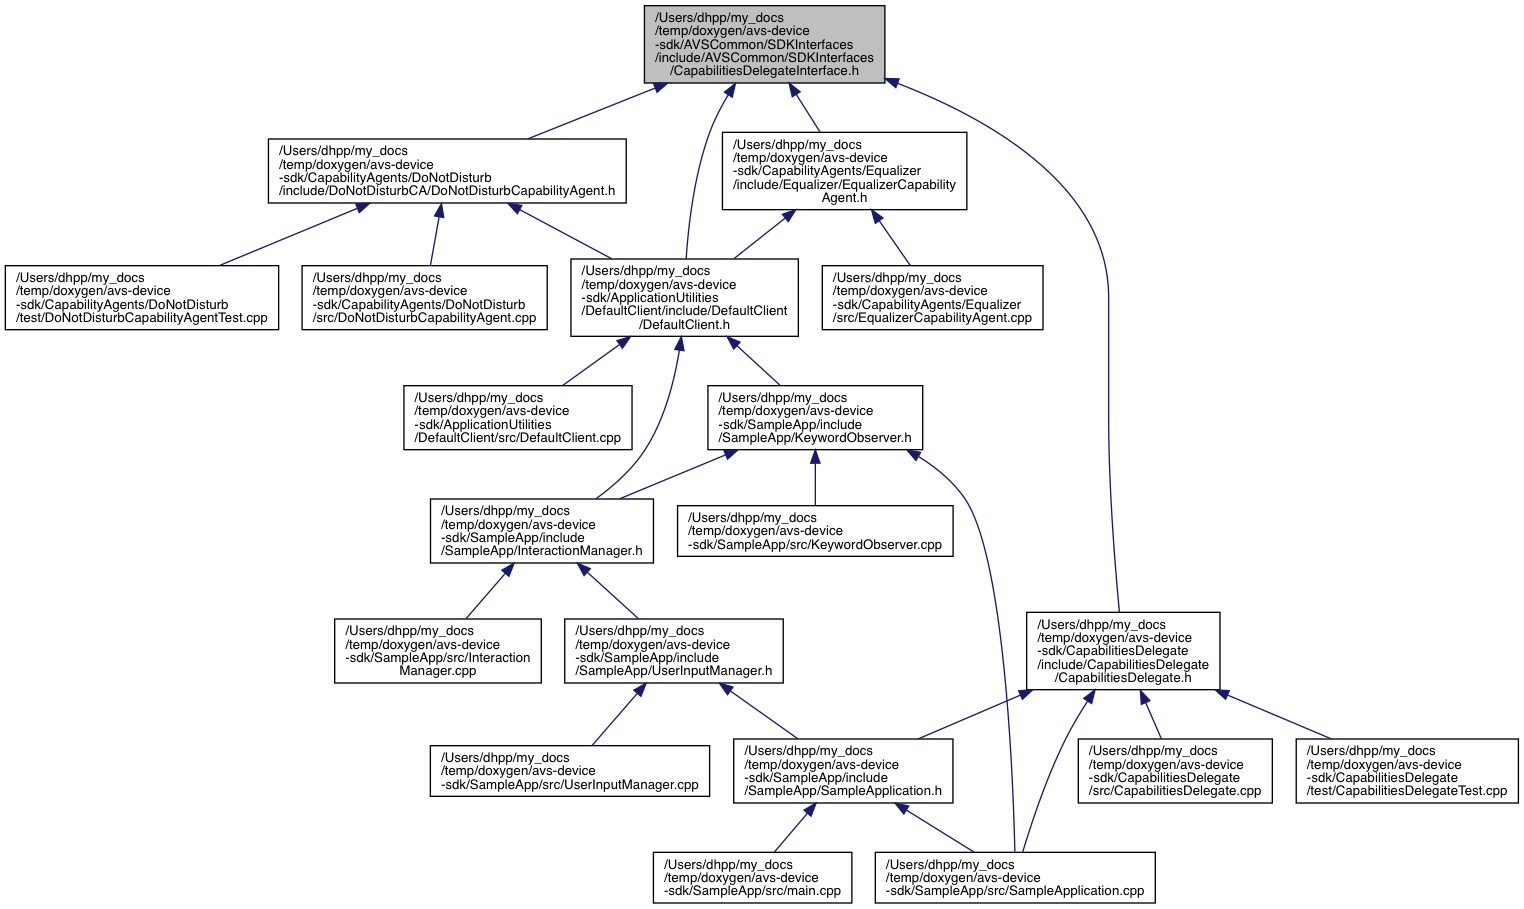 /Users/dhpp/my_docs
/temp/doxygen/avs-device
-sdk/AVSCommon/SDKInterfaces
/include/AVSCommon/SDKInterfaces
/CapabilitiesDelegateInterface.h
/Users/dhpp/my_docs
/temp/doxygen/avs-device
-sdk/CapabilityAgents/DoNotDisturb
/include/DoNotDisturbCA/DoNotDisturbCapabilityAgent.h
/Users/dhpp/my_docs
/temp/doxygen/avs-device
-sdk/CapabilityAgents/Equalizer
/include/Equalizer/EqualizerCapability
Agent.h
/Users/dhpp/my_docs
/temp/doxygen/avs-device
-sdk/CapabilityAgents/DoNotDisturb
/test/DoNotDisturbCapabilityAgentTest.cpp
/Users/dhpp/my_docs
/temp/doxygen/avs-device
-sdk/CapabilityAgents/DoNotDisturb
/src/DoNotDisturbCapabilityAgent.cpp
/Users/dhpp/my_docs
/temp/doxygen/avs-device
-sdk/ApplicationUtilities
/DefaultClient/include/DefaultClient
/DefaultClient.h
/Users/dhpp/my_docs
/temp/doxygen/avs-device
-sdk/CapabilityAgents/Equalizer
/src/EqualizerCapabilityAgent.cpp
/Users/dhpp/my_docs
/temp/doxygen/avs-device
-sdk/ApplicationUtilities
/DefaultClient/src/DefaultClient.cpp
/Users/dhpp/my_docs
/temp/doxygen/avs-device
-sdk/SampleApp/include
/SampleApp/KeywordObserver.h
/Users/dhpp/my_docs
/temp/doxygen/avs-device
-sdk/SampleApp/include
/SampleApp/InteractionManager.h
/Users/dhpp/my_docs
/temp/doxygen/avs-device
-sdk/SampleApp/src/KeywordObserver.cpp
/Users/dhpp/my_docs
/temp/doxygen/avs-device
-sdk/SampleApp/src/Interaction
Manager.cpp
/Users/dhpp/my_docs
/temp/doxygen/avs-device
-sdk/SampleApp/include
/SampleApp/UserInputManager.h
/Users/dhpp/my_docs
/temp/doxygen/avs-device
-sdk/CapabilitiesDelegate
/include/CapabilitiesDelegate
/CapabilitiesDelegate.h
/Users/dhpp/my_docs
/temp/doxygen/avs-device
-sdk/SampleApp/src/UserInputManager.cpp
/Users/dhpp/my_docs
/temp/doxygen/avs-device
-sdk/SampleApp/include
/SampleApp/SampleApplication.h
/Users/dhpp/my_docs
/temp/doxygen/avs-device
-sdk/CapabilitiesDelegate
/src/CapabilitiesDelegate.cpp
/Users/dhpp/my_docs
/temp/doxygen/avs-device
-sdk/CapabilitiesDelegate
/test/CapabilitiesDelegateTest.cpp
/Users/dhpp/my_docs
/temp/doxygen/avs-device
-sdk/SampleApp/src/main.cpp
/Users/dhpp/my_docs
/temp/doxygen/avs-device
-sdk/SampleApp/src/SampleApplication.cpp